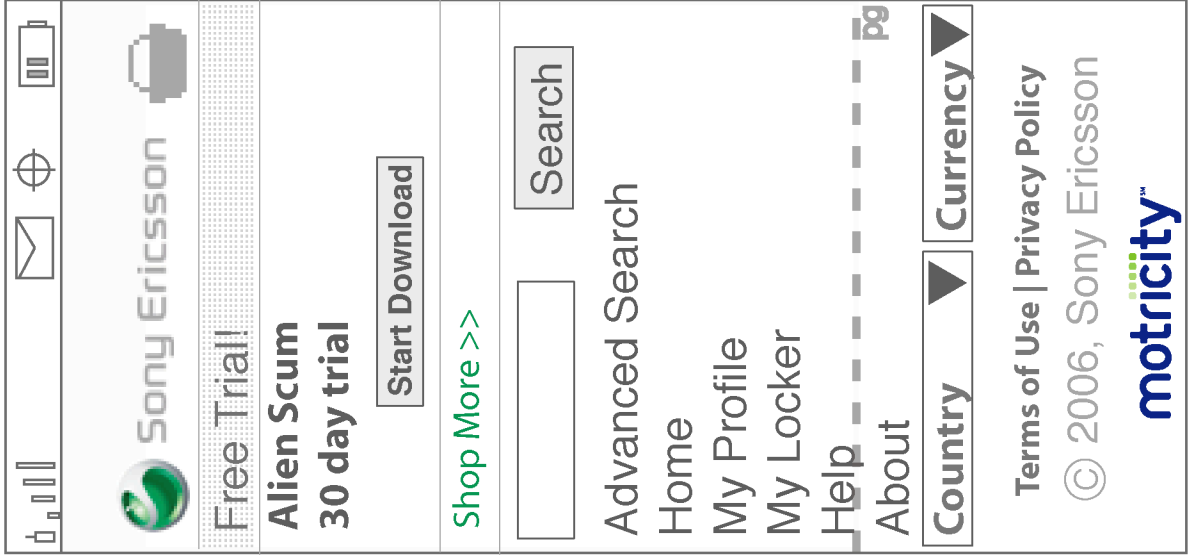 Sony Ericsson
Free Trial!
Alien Scum
30 day trial
Start Download
Shop More >>
Search
Advanced Search
Home
My Profile
My Locker
Help
pg
About
Country Currency
Terms of Use | Privacy Policy
© 2006, Sony Ericsson
motricity℠